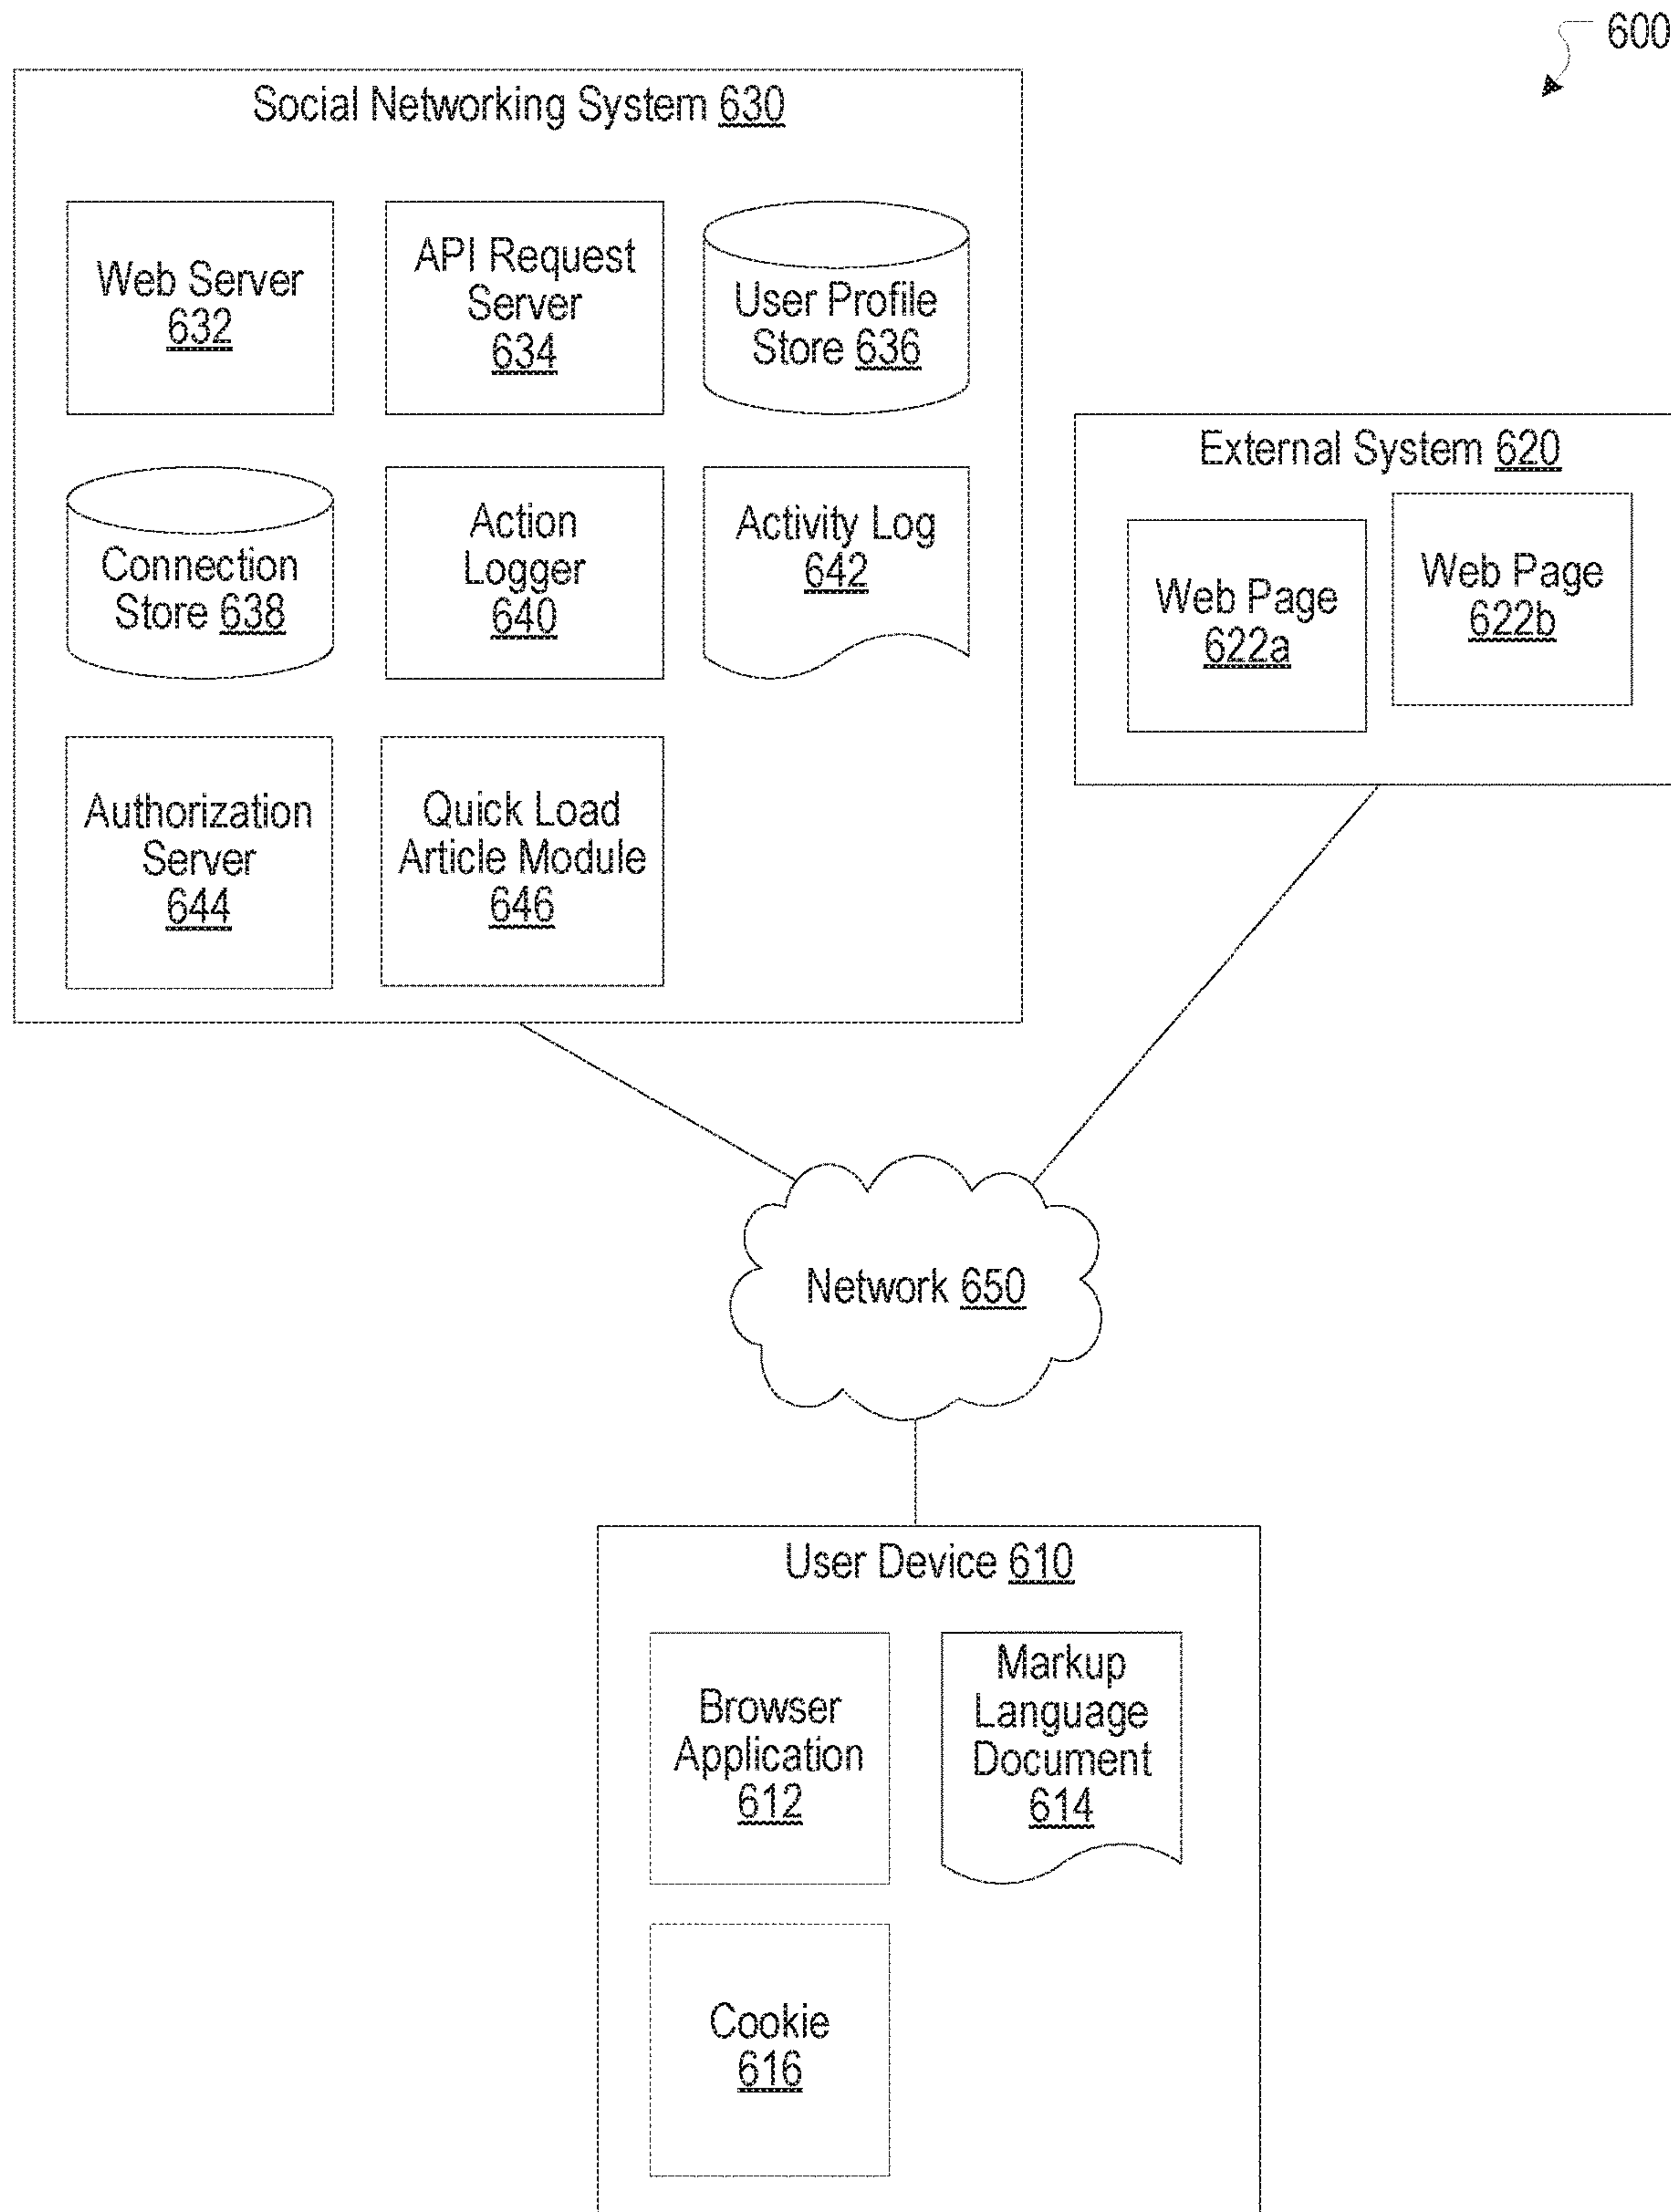 600
Social Networking System 630
Web Server
632
API Request
Server
634
User Profile
Store 636
Connection
Store 638
Action
Logger
640
Activity Log
642
Authorization
Server
644
Quick Load
Article Module
646
External System 620
Web Page
622a
Web Page
622b
Network 650
User Device 610
Browser
Application
612
Markup
Language
Document
614
Cookie
616